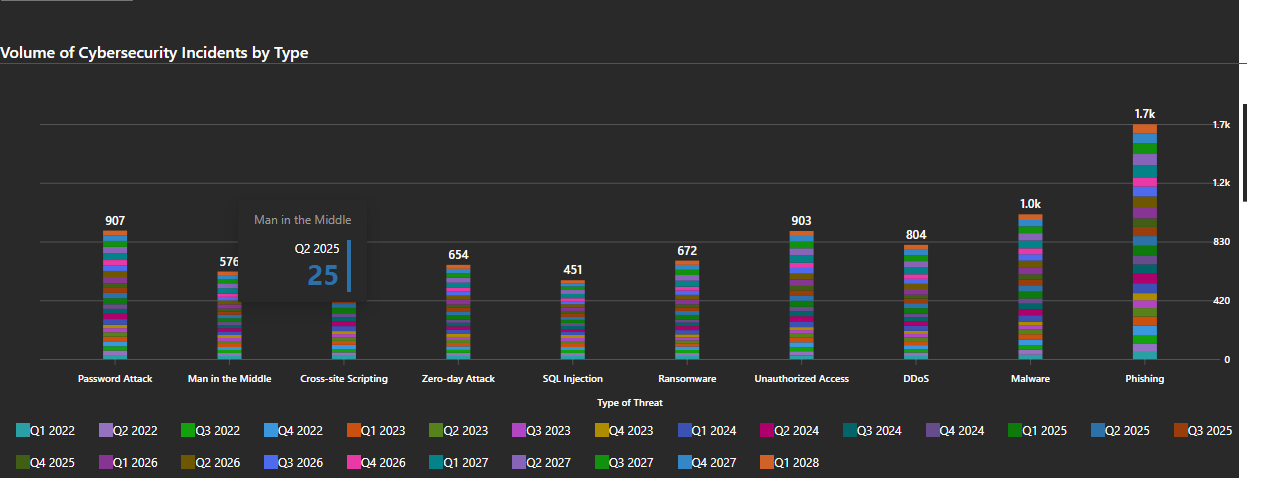 Volume of Cybersecurity Incidents by Type
1.7k
1.7k
1.2k
907
Man in the Middle
903
1.0k
830
804
Q2 2025
25
576
654
451
672
420
0
Password Attack
Man in the Middle
Cross-site Scripting
Zero-day Attack
SQL Injection
Ransomware
Unauthorized Access
DDoS
Malware
Phishing
Type of Threat
Q1 2022 Q2 2022 Q3 2022 Q4 2022 Q1 2023 Q2 2023 Q3 2023 Q4 2023 Q1 2024 Q2 2024 Q3 2024 Q4 2024 Q1 2025 Q2 2025 Q3 2025
Q4 2025 Q1 2026 Q2 2026 Q3 2026 Q4 2026 Q1 2027 Q2 2027 Q3 2027 Q4 2027 Q1 2028